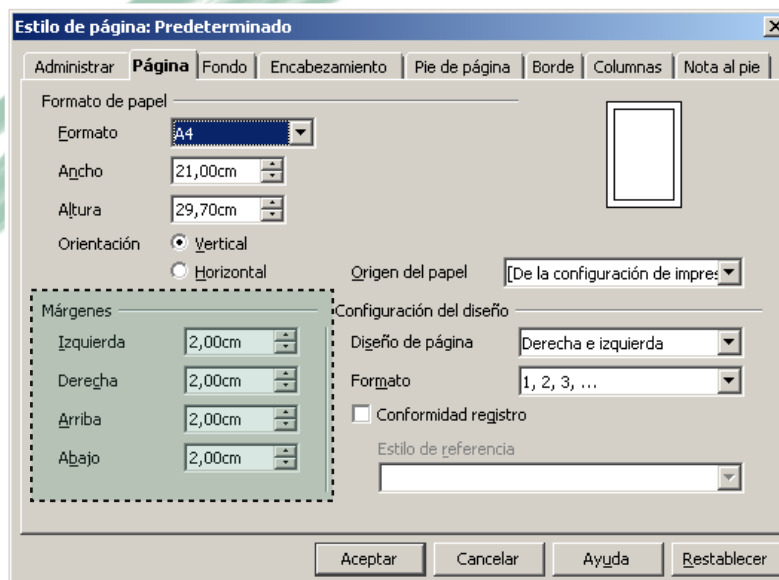 Estilo de página: Predeterminado
Administrar Página Fondo Encabezamiento Pie de página Borde Columnas Nota al pie
Formato de papel
Formato A4
Ancho 21,00cm
Altura 29,70cm
Orientación Vertical
Horizontal Origen del papel [De la configuración de impres
Márgenes Configuración del diseño
Izquierda 2,00cm Diseño de página Derecha e izquierda
Derecha 2,00cm Formato 1, 2, 3, ...
Arriba 2,00cm Conformidad registro
Abajo 2,00cm Estilo de referencia
Aceptar Cancelar Ayuda Restablecer